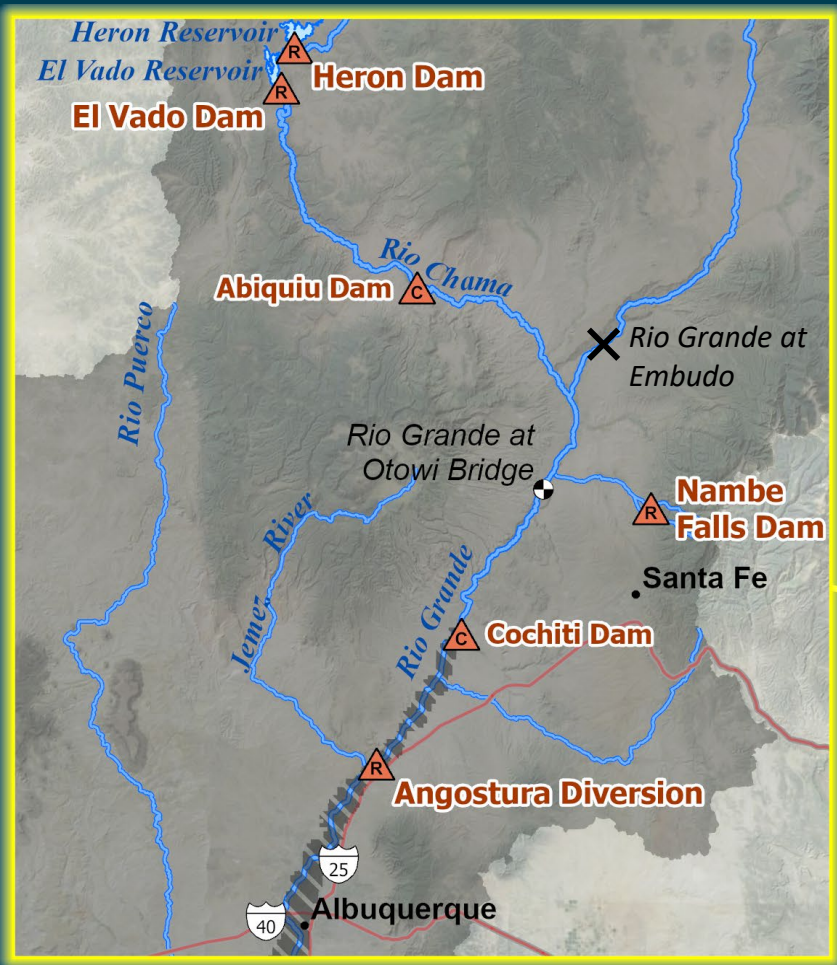 Heron Reservoir
R
El Vado Reservoir
Heron Dam
R
El Vado Dam
Rio Chama
Abiquiu Dam
C
Rio Puerco
Rio Grande at
Embudo
Rio Grande at
Otowi Bridge
Nambe
Falls Dam
R
Jemez River
Santa Fe
Rio Grande
C
Cochiti Dam
R
Angostura Diversion
25
40
Albuquerque